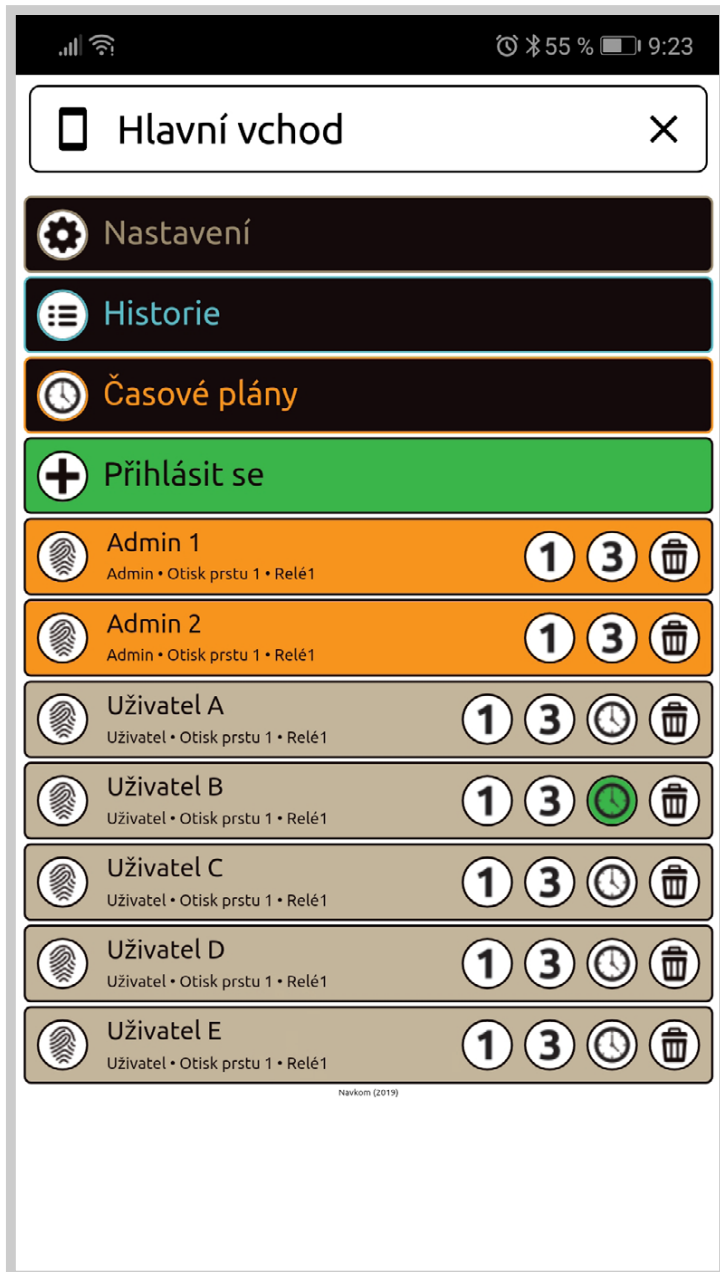 55 % 9:23
Hlavní vchod
Nastavení
Historie
Časové plány
Přihlásit se
Admin 1
1 3
Admin • Otisk prstu 1 • Relé1
Admin 2
1 3
Admin • Otisk prstu 1 • Relé1
Uživatel A
1 3
Uživatel • Otisk prstu 1 • Relé1
Uživatel B
1 3
Uživatel • Otisk prstu 1 • Relé1
Uživatel C
1 3
Uživatel • Otisk prstu 1 • Relé1
Uživatel D
1 3
Uživatel • Otisk prstu 1 • Relé1
Uživatel E
1 3
Uživatel • Otisk prstu 1 • Relé1
Navkom (2019)